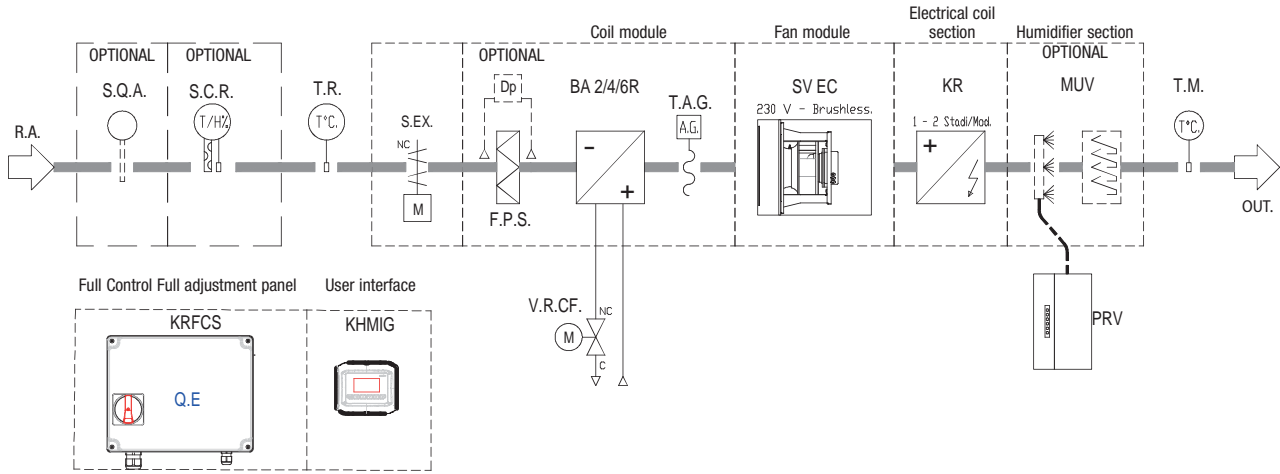 Electrical coil
section
Coil module
Fan module
Humidifier section
OPTIONAL
OPTIONAL
OPTIONAL
OPTIONAL
S.Q.A.
S.C.R.
T/H%
T.R.
T°C.
S.EX.
NC
M
Dp
F.P.S.
BA 2/4/6R
-
+
T.A.G.
A.G.
SV EC
230 V - Brushless.
KR
1 - 2 Stadi/Mod.
+
MUV
T.M.
T°C.
R.A.
OUT.
V.R.CF.
NC
M
C
PRV
Full Control Full adjustment panel
User interface
KRFCS
KHMIG
Q.E